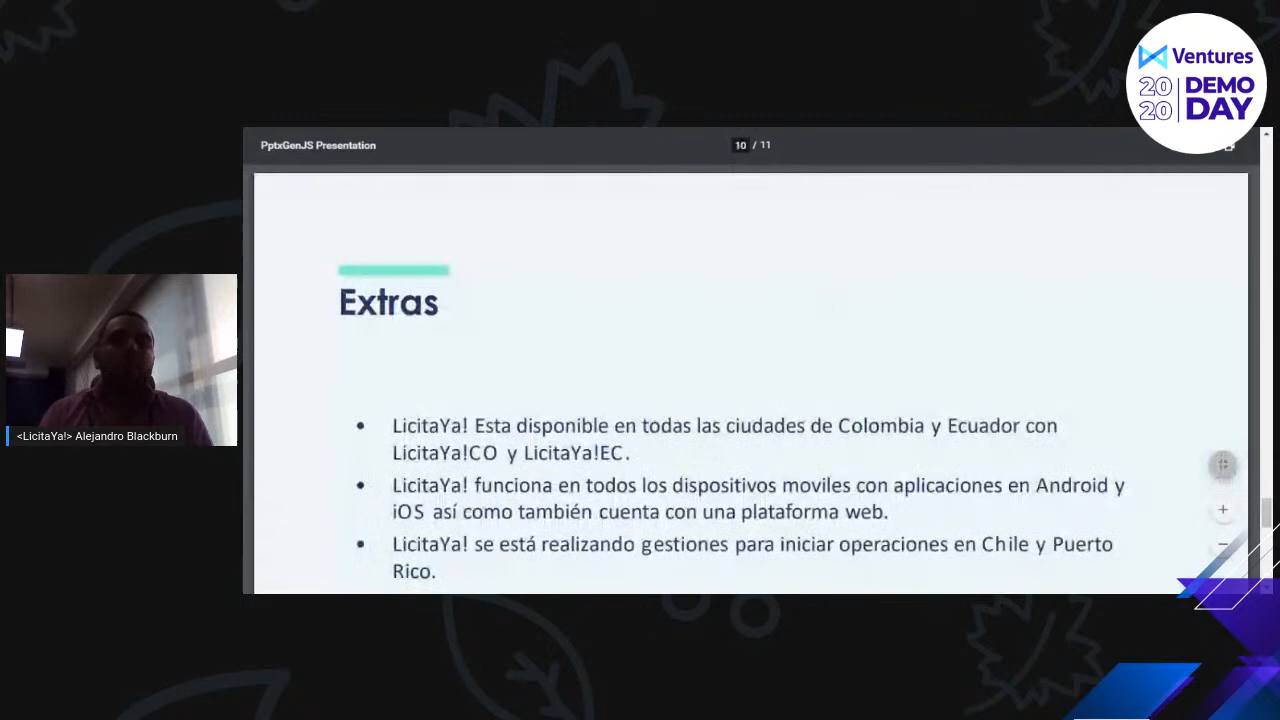 Ventures
20 DEMO
20 DAY
PptxGenJS Presentation
10 / 11
Extras
• LicitaYa! Esta disponible en todas las ciudades de Colombia y Ecuador con
LicitaYa!CO y LicitaYa!EC.
• LicitaYa! funciona en todos los dispositivos moviles con aplicaciones en Android y
iOS así como también cuenta con una plataforma web.
• LicitaYa! se está realizando gestiones para iniciar operaciones en Chile y Puerto
Rico.
<LicitaYa!> Alejandro Blackburn